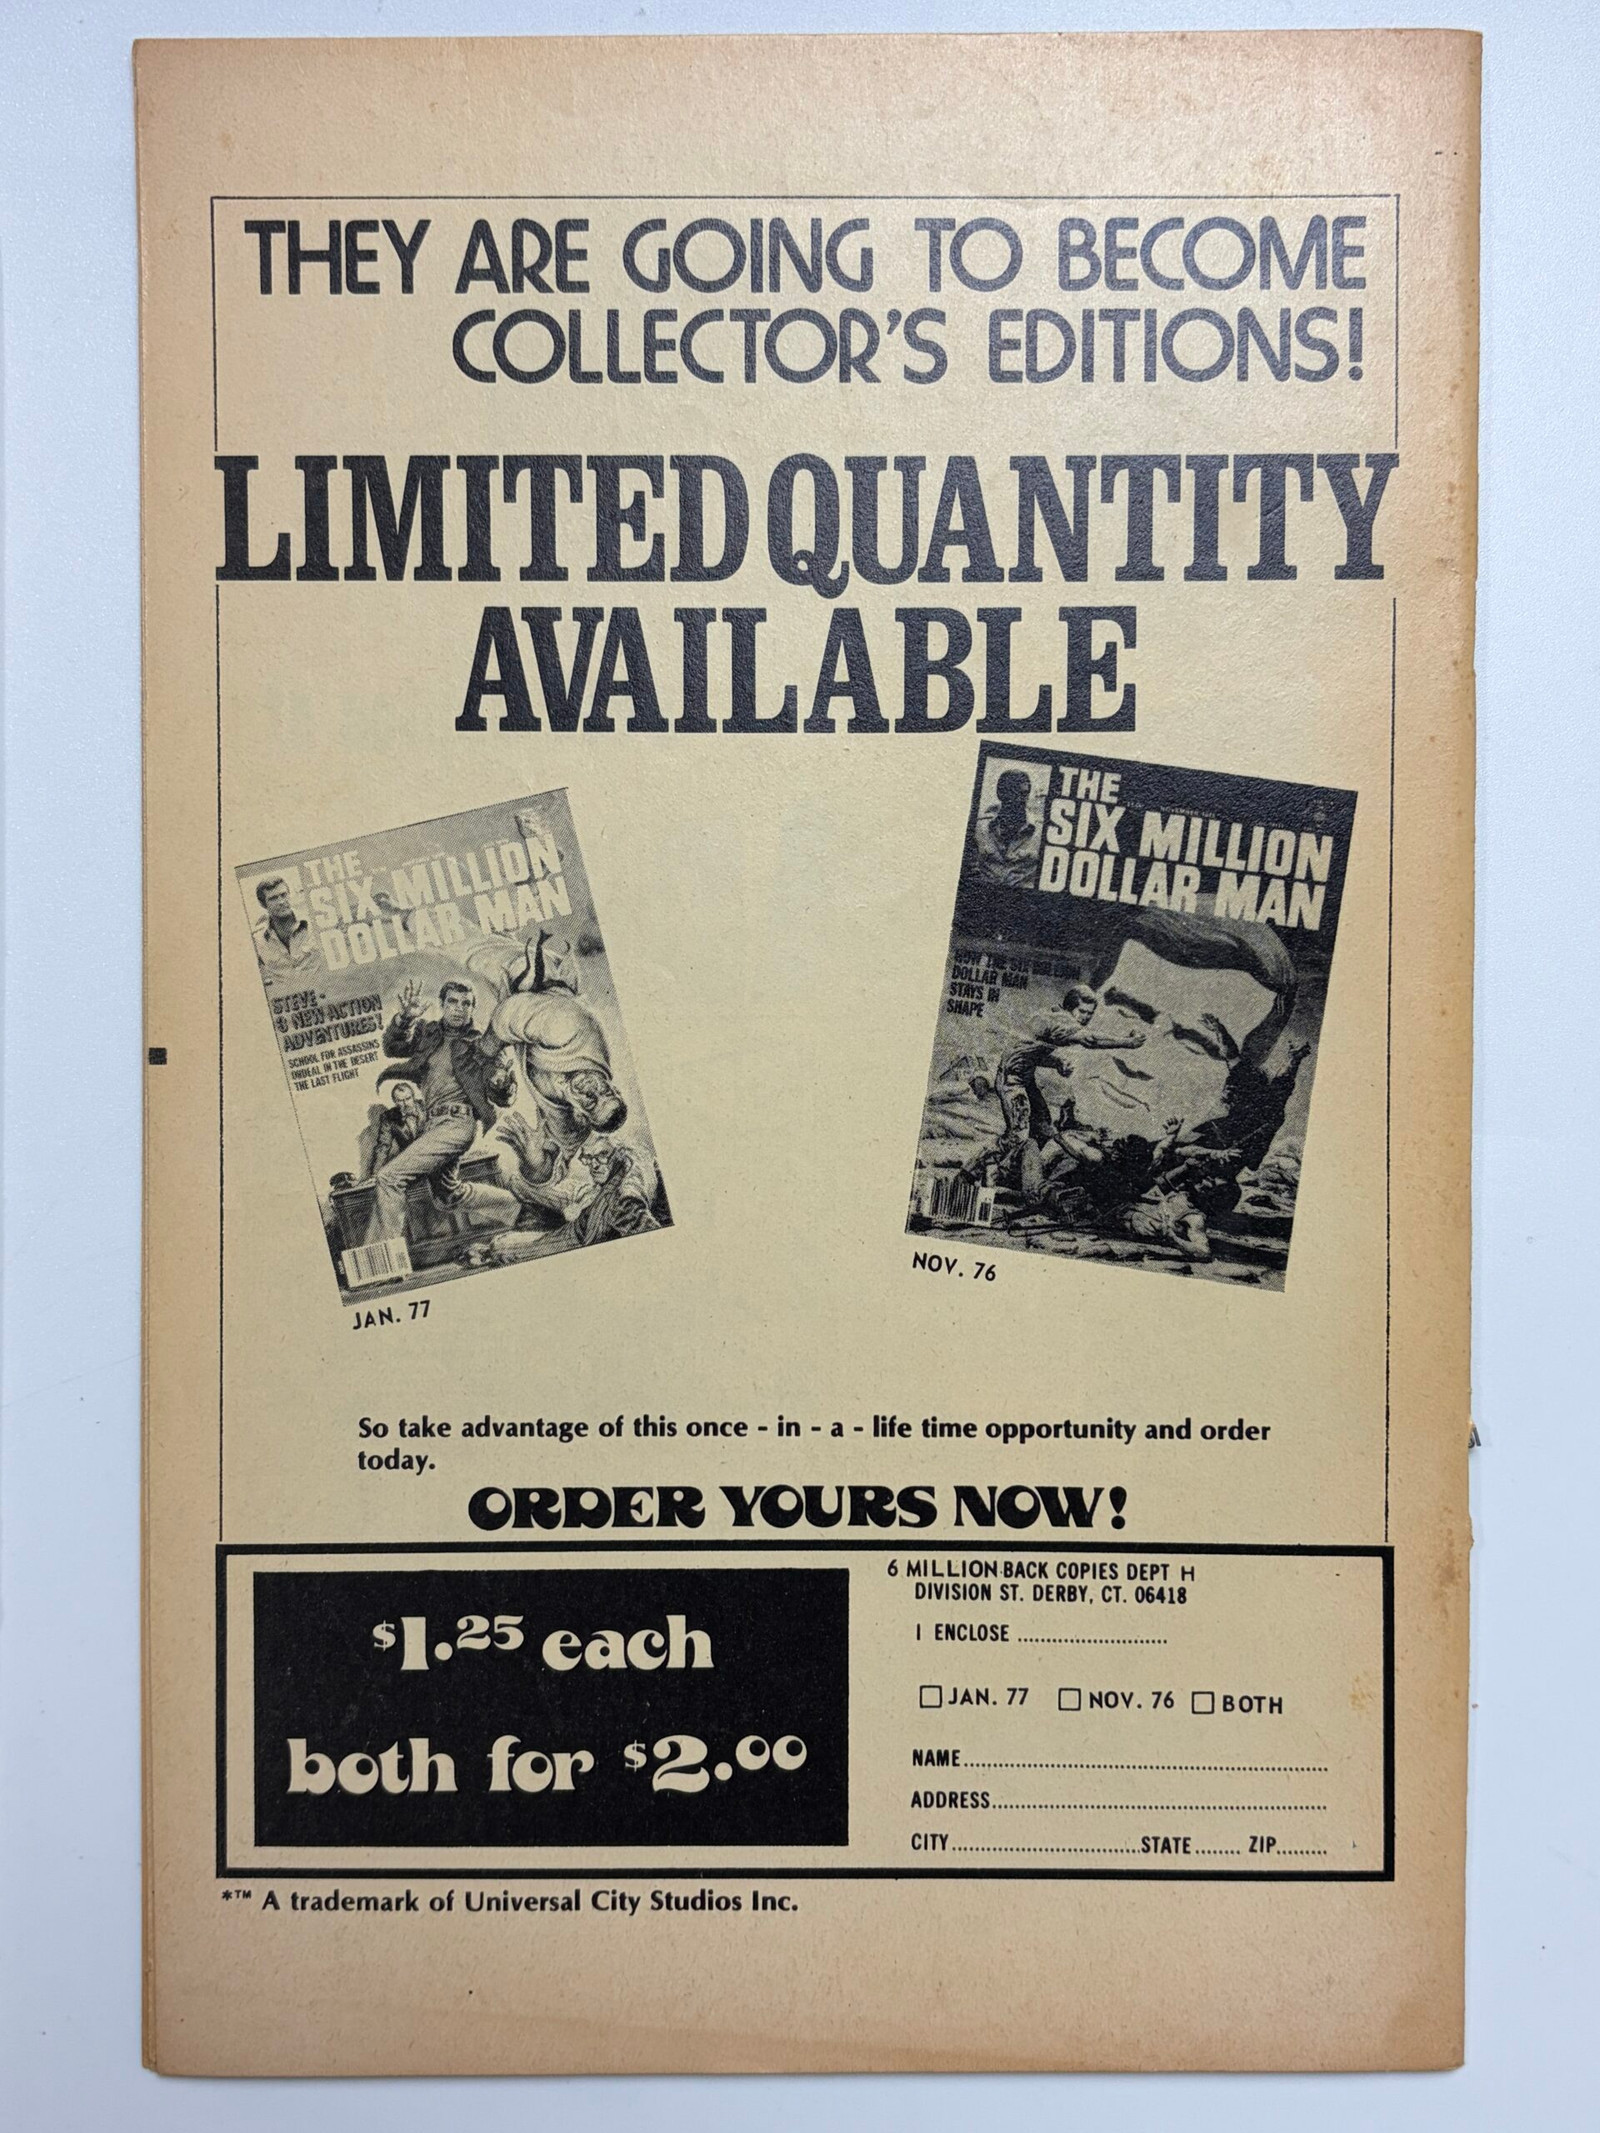 THEY ARE GOING TO BECOME
COLLECTOR'S EDITIONS!
LIMITED QUANTITY
AVAILABLE
THE
SIX MILLION
DOLLAR MAN
STEVE-
3 NEW ACTION
ADVENTURES!
SCHOOL FOR ASSASSINS
ORDEAL IN THE DESERT
THE LAST FLIGHT
JAN. 77
THE
SIX MILLION
DOLLAR MAN
HOW THE SIX MILLION
DOLLAR MAN
STAYS IN
SHAPE
NOV. 76
So take advantage of this once - in - a - life time opportunity and order
today.
ORDER YOURS NOW!
$1.25 each
both for $2.00
6 MILLION BACK COPIES DEPT H
DIVISION ST. DERBY, CT. 06418
I ENCLOSE ..........................
JAN. 77 NOV. 76 BOTH
NAME................................................................
ADDRESS...........................................................
CITY.................................STATE........ ZIP.........
*™ A trademark of Universal City Studios Inc.